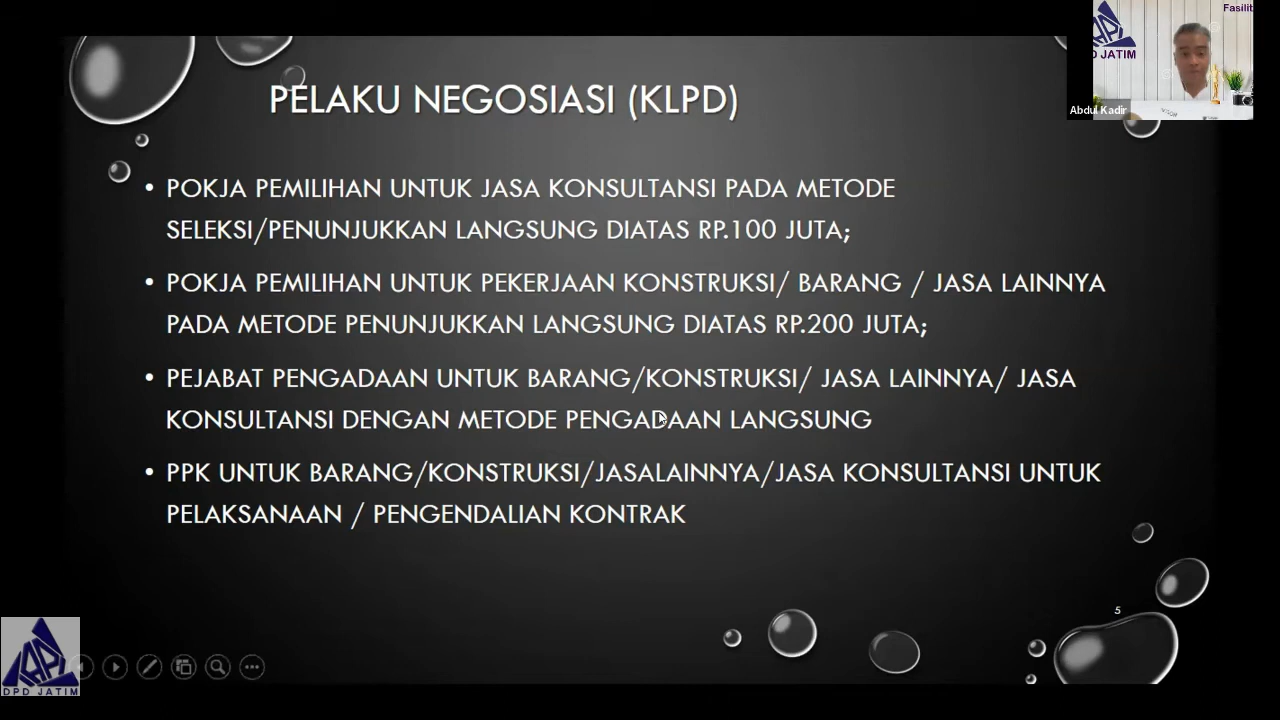 Fasilit
DPD JATIM
Abdul Kadir
PELAKU NEGOSIASI (KLPD)
• POKJA PEMILIHAN UNTUK JASA KONSULTANSI PADA METODE
SELEKSI/PENUNJUKKAN LANGSUNG DIATAS RP.100 JUTA;
• POKJA PEMILIHAN UNTUK PEKERJAAN KONSTRUKSI/ BARANG / JASA LAINNYA
PADA METODE PENUNJUKKAN LANGSUNG DIATAS RP.200 JUTA;
• PEJABAT PENGADAAN UNTUK BARANG/KONSTRUKSI/ JASA LAINNYA/ JASA
KONSULTANSI DENGAN METODE PENGADAAN LANGSUNG
• PPK UNTUK BARANG/KONSTRUKSI/JASALAINNYA/JASA KONSULTANSI UNTUK
PELAKSANAAN / PENGENDALIAN KONTRAK
5
DPD JATIM